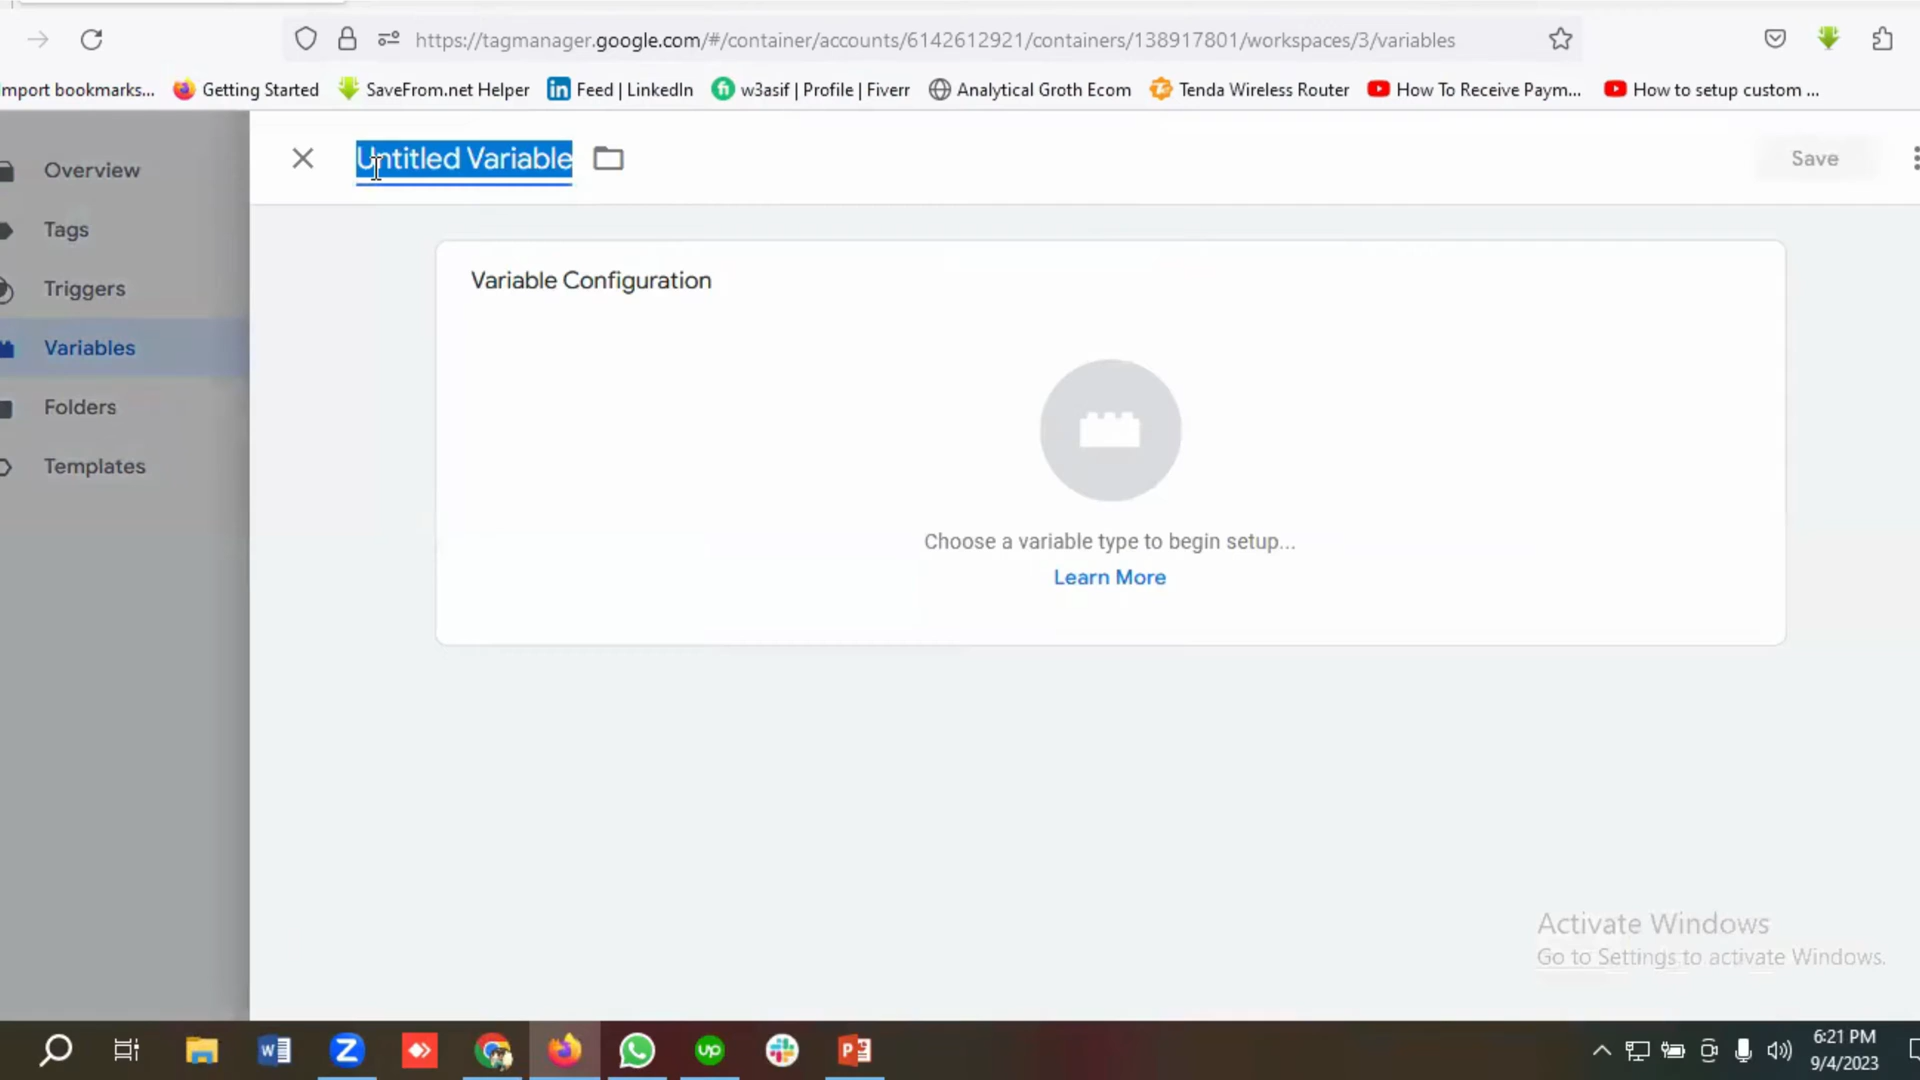 https://tagmanager.google.com/#/container/accounts/6142612921/containers/138917801/workspaces/3/variables
mport bookmarks... Getting Started SaveFrom.net Helper in Feed | LinkedIn fi w3asif | Profile | Fiverr Analytical Groth Ecom Tenda Wireless Router How To Receive Paym... How to setup custom ...
Untitled Variable Save
Overview
Tags
Triggers
Variables
Folders
Templates
Variable Configuration
Choose a variable type to begin setup...
Learn More
Activate Windows
Go to Settings to activate Windows.
W Z up P
6:21 PM
9/4/2023